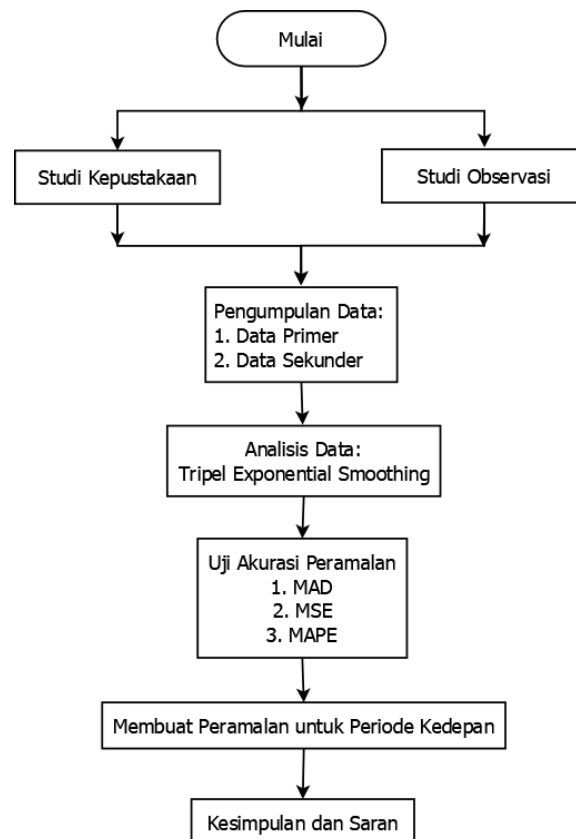 Mulai
Studi Kepustakaan
Studi Observasi
Pengumpulan Data:
1. Data Primer
2. Data Sekunder
Analisis Data:
Tripel Exponential Smoothing
Uji Akurasi Peramalan
1. MAD
2. MSE
3. MAPE
Membuat Peramalan untuk Periode Kedepan
Kesimpulan dan Saran